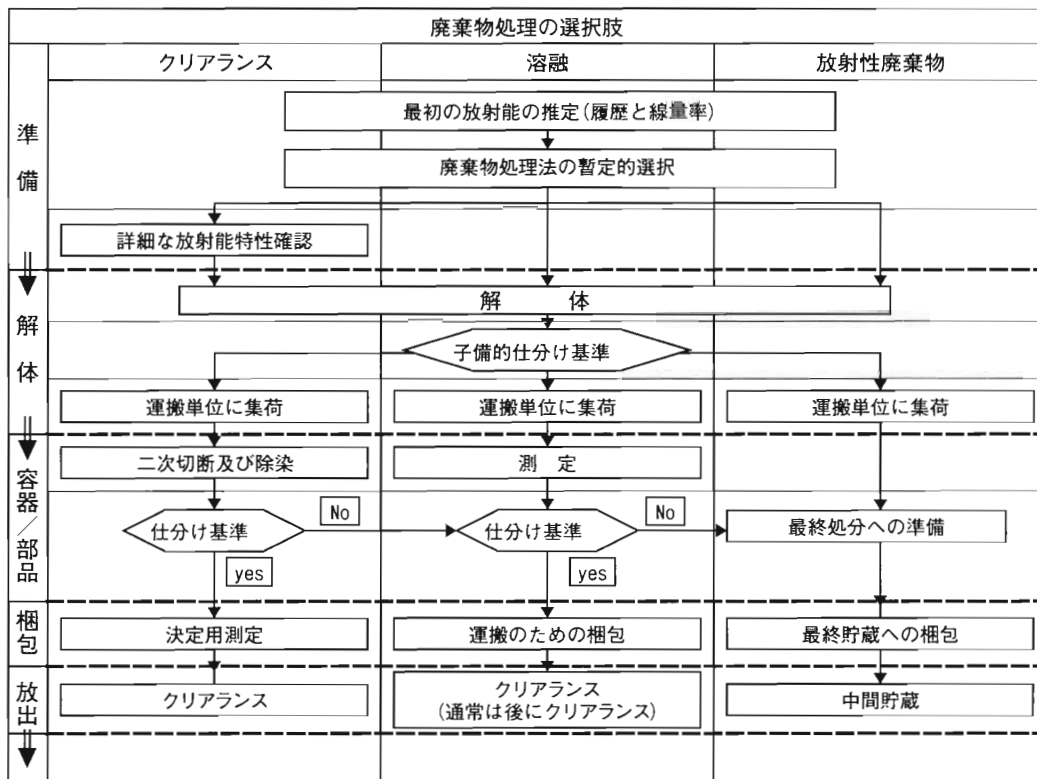 廃棄物処理の選択肢
クリアランス
溶融
放射性廃棄物
準備
最初の放射能の推定(履歴と線量率)
廃棄物処理法の暫定的選択
詳細な放射能特性確認
解体
解 体
子備的仕分け基準
運搬単位に集荷
運搬単位に集荷
運搬単位に集荷
容器/部品
二次切断及び除染
測 定
仕分け基準
No
仕分け基準
No
最終処分への準備
yes
yes
梱包
決定用測定
運搬のための梱包
最終貯蔵への梱包
放出
クリアランス
クリアランス
(通常は後にクリアランス)
中間貯蔵